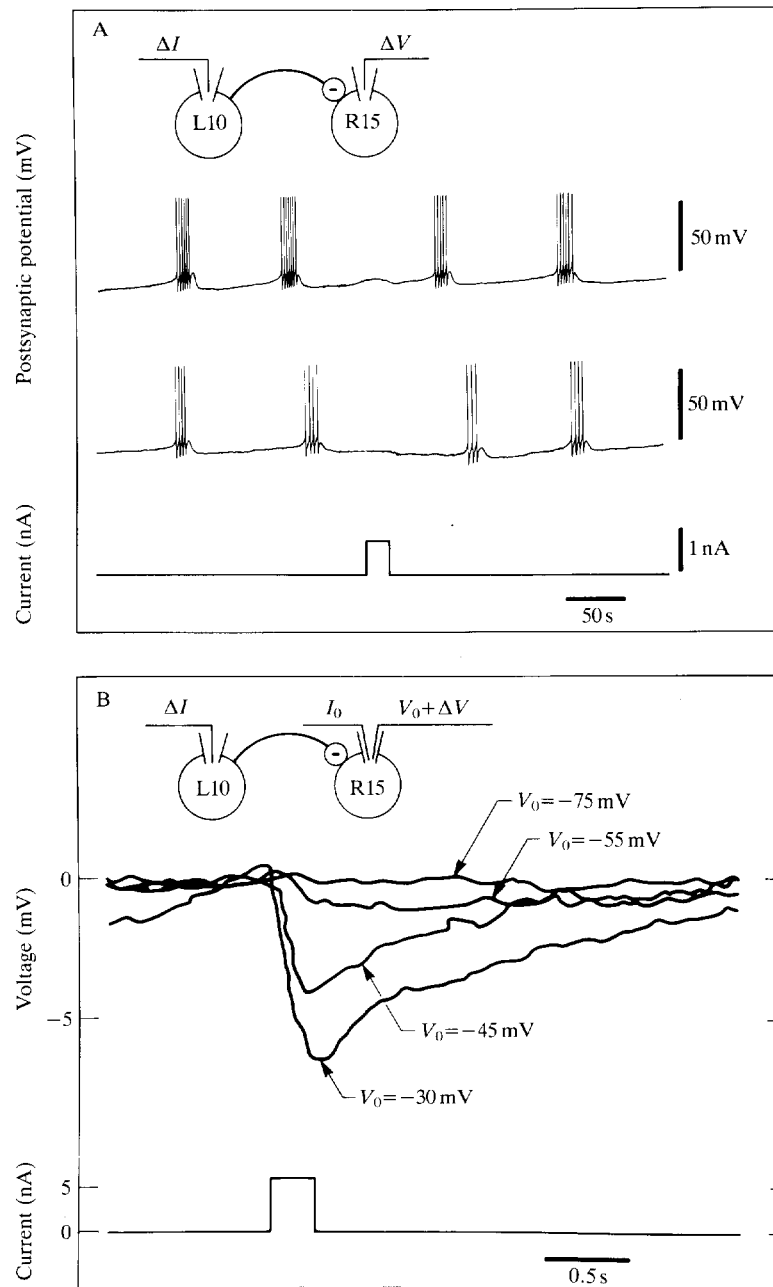 A
ΔI
ΔV
L10
-
R15
Postsynaptic potential (mV)
50 mV
50 mV
Current (nA)
1 nA
50 s
B
ΔI
I₀
V₀+ΔV
L10
-
R15
V₀=−75 mV
V₀=−55 mV
0
Voltage (mV)
−5
V₀=−45 mV
V₀=−30 mV
Current (nA)
5
0
0.5 s